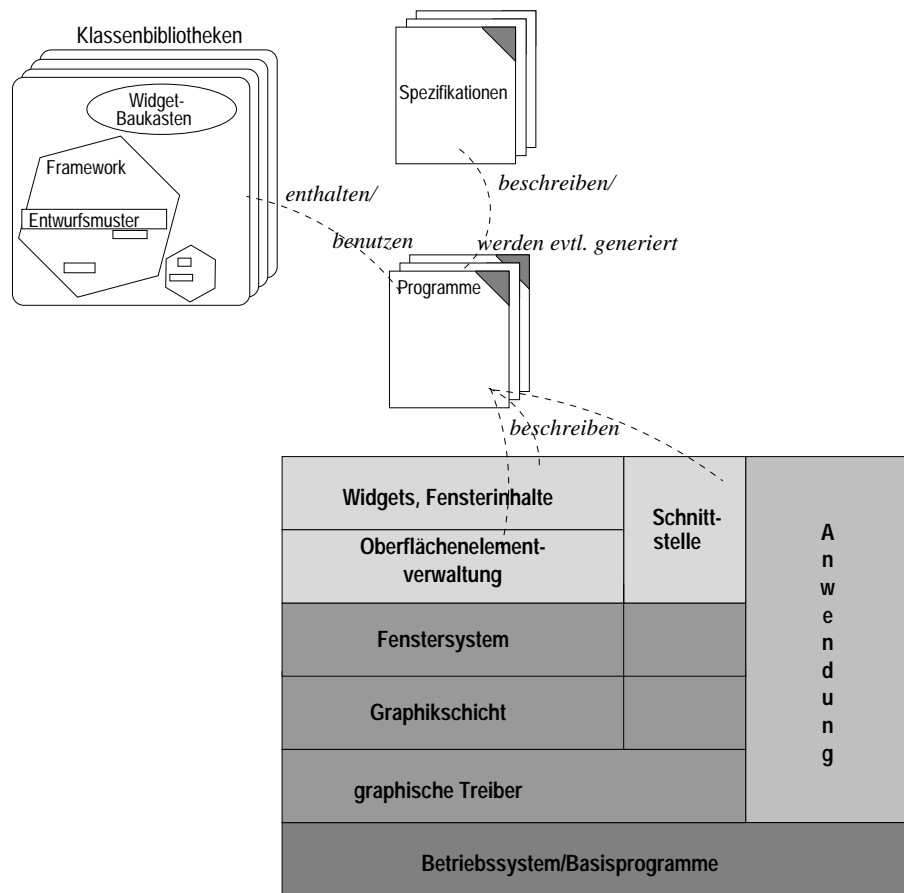 Klassenbibliotheken
Widget-
Baukasten
Framework
Entwurfsmuster
Spezifikationen
enthalten/
beschreiben/
benutzen
werden evtl. generiert
Programme
beschreiben
Widgets, Fensterinhalte
Schnitt-
stelle
Oberflächenelement-
verwaltung
Fenstersystem
Graphikschicht
graphische Treiber
A
n
w
e
n
d
u
n
g
Betriebssystem/Basisprogramme